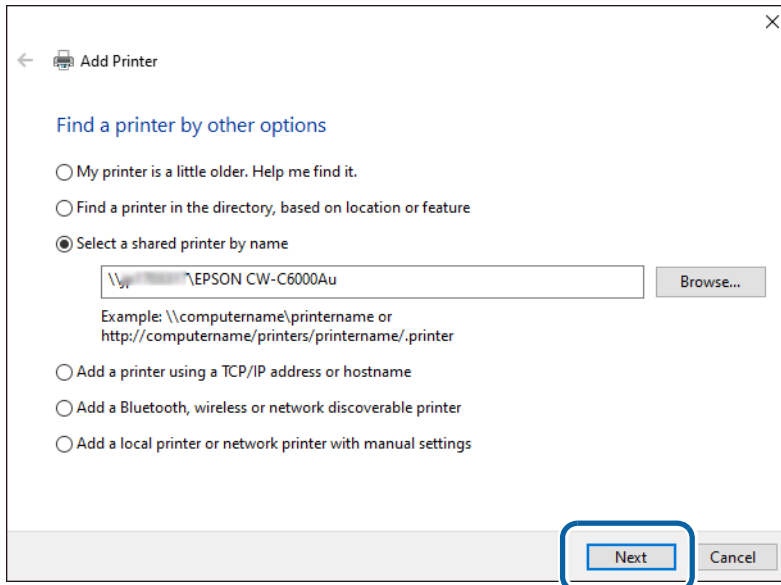 Add Printer
Find a printer by other options
My printer is a little older. Help me find it.
Find a printer in the directory, based on location or feature
Select a shared printer by name
\\ \EPSON CW-C6000Au
Browse...
Example: \\computername\printername or
http://computername/printers/printername/.printer
Add a printer using a TCP/IP address or hostname
Add a Bluetooth, wireless or network discoverable printer
Add a local printer or network printer with manual settings
Next
Cancel